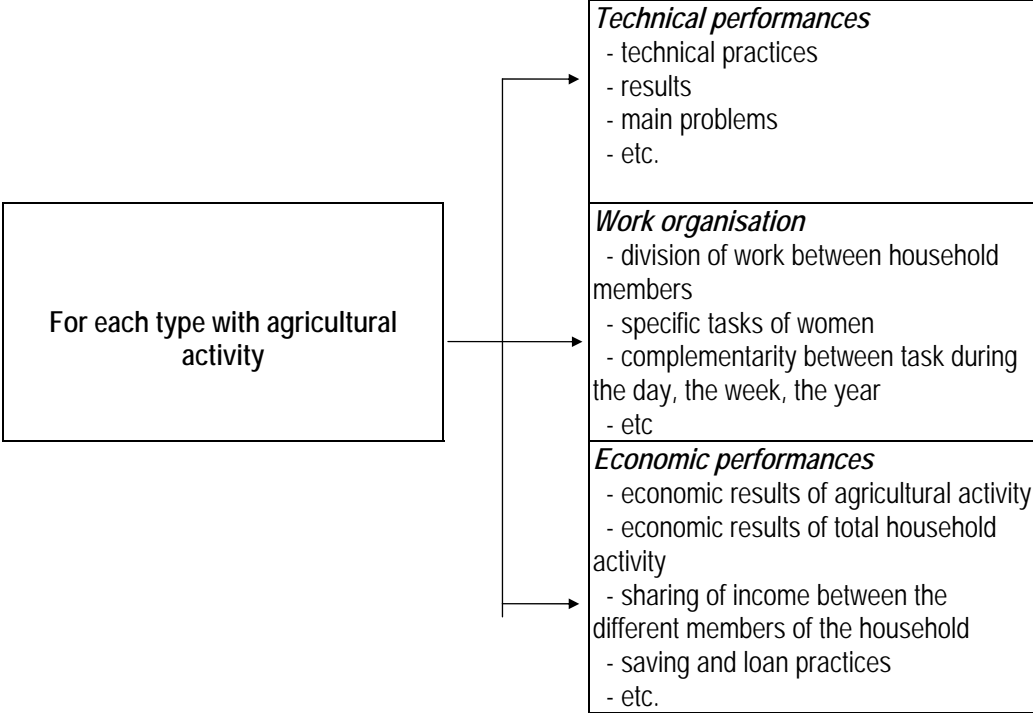 Technical performances
- technical practices
- results
- main problems
- etc.
For each type with agricultural
activity
Work organisation
- division of work between household
members
- specific tasks of women
- complementarity between task during
the day, the week, the year
- etc
Economic performances
- economic results of agricultural activity
- economic results of total household
activity
- sharing of income between the
different members of the household
- saving and loan practices
- etc.